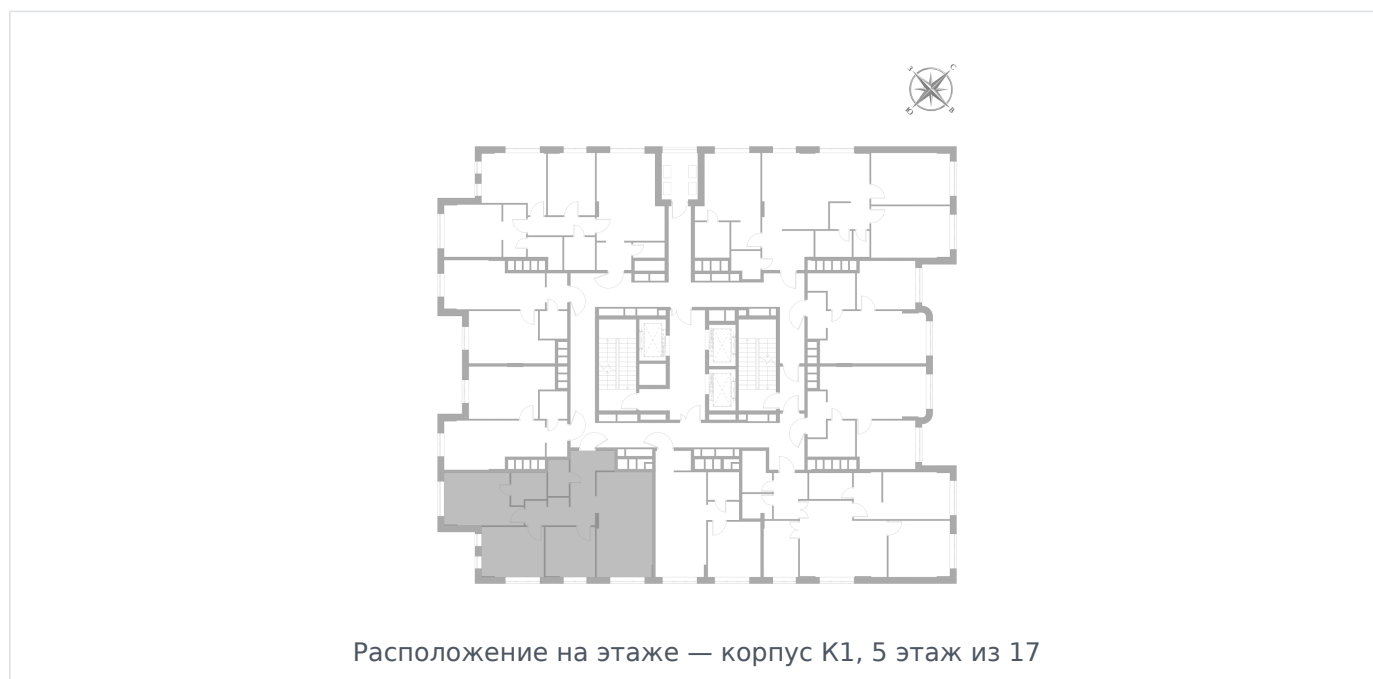 З С
Ю В
Расположение на этаже — корпус К1, 5 этаж из 17